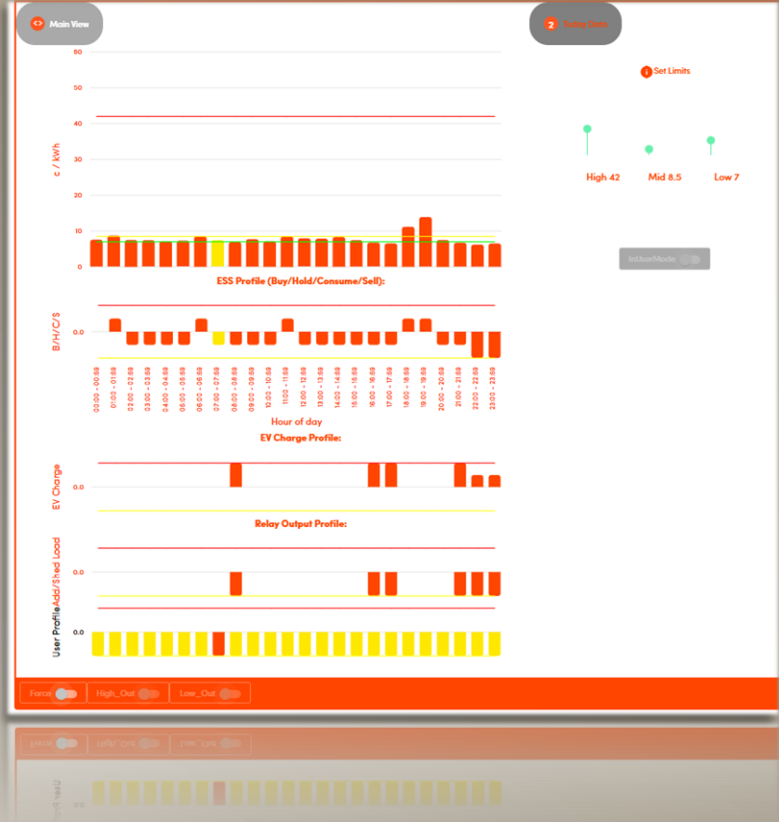 Main View
2
Set Limits
High 42
Mid 8.5
Low 7
InUserMode
c / kWh
60
50
40
30
20
10
0
ESS Profile (Buy/Hold/Consume/Sell):
B/H/C/S
0.0
00:00 - 00:59
01:00 - 01:59
02:00 - 02:59
03:00 - 03:59
04:00 - 04:59
05:00 - 05:59
06:00 - 06:59
07:00 - 07:59
08:00 - 08:59
09:00 - 09:59
10:00 - 10:59
11:00 - 11:59
12:00 - 12:59
13:00 - 13:59
14:00 - 14:59
15:00 - 15:59
16:00 - 16:59
17:00 - 17:59
18:00 - 18:59
19:00 - 19:59
20:00 - 20:59
21:00 - 21:59
22:00 - 22:59
23:00 - 23:59
Hour of day
EV Charge Profile:
EV Charge
0.0
Relay Output Profile:
Add/Shed Load
0.0
User Profile
0.0
Force
High_Out
Low_Out